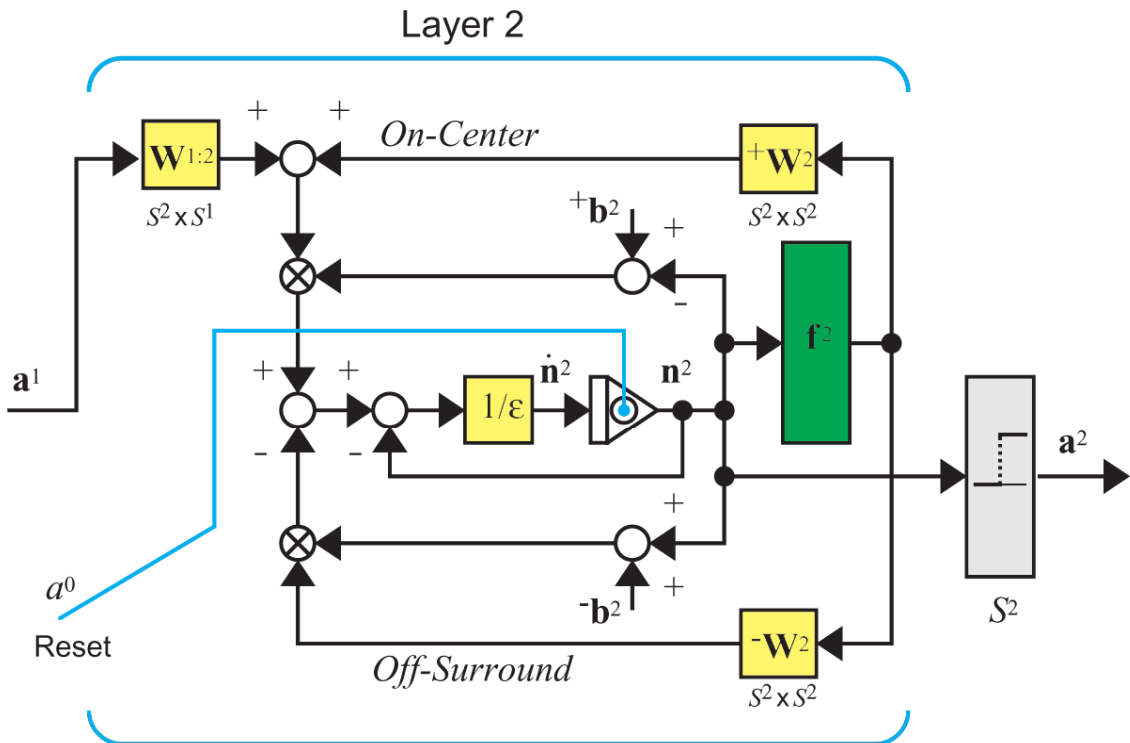 Layer 2
+ +
On-Center
W1:2
+W2
S2 x S1
S2 x S2
+b2
+
-
f2
a1
+ +
ṅ2
n2
1/ε
- -
a2
+
a0
-b2
+
S2
Reset
-W2
Off-Surround
S2 x S2